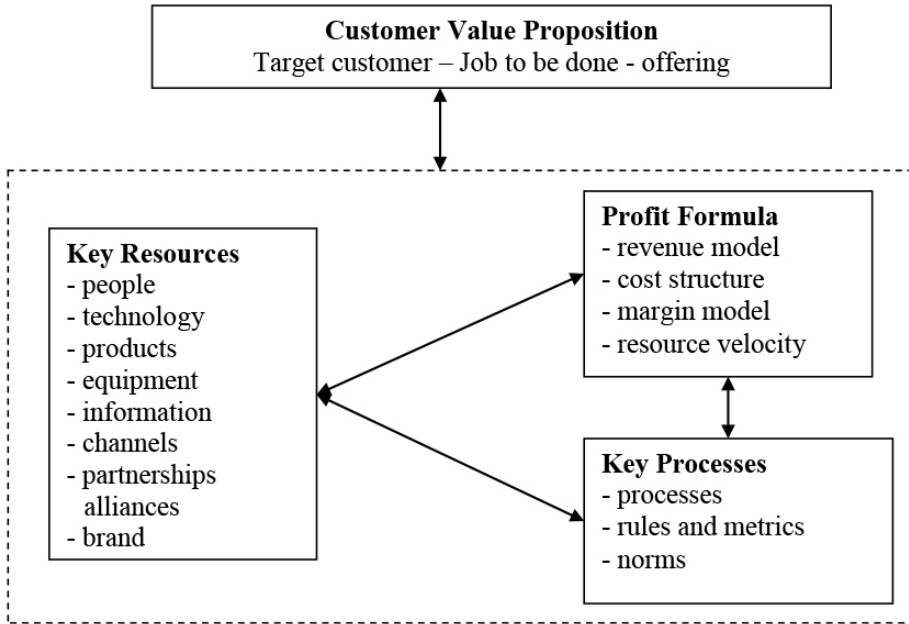 Customer Value Proposition
Target customer – Job to be done - offering
Key Resources
- people
- technology
- products
- equipment
- information
- channels
- partnerships
alliances
- brand
Profit Formula
- revenue model
- cost structure
- margin model
- resource velocity
Key Processes
- processes
- rules and metrics
- norms